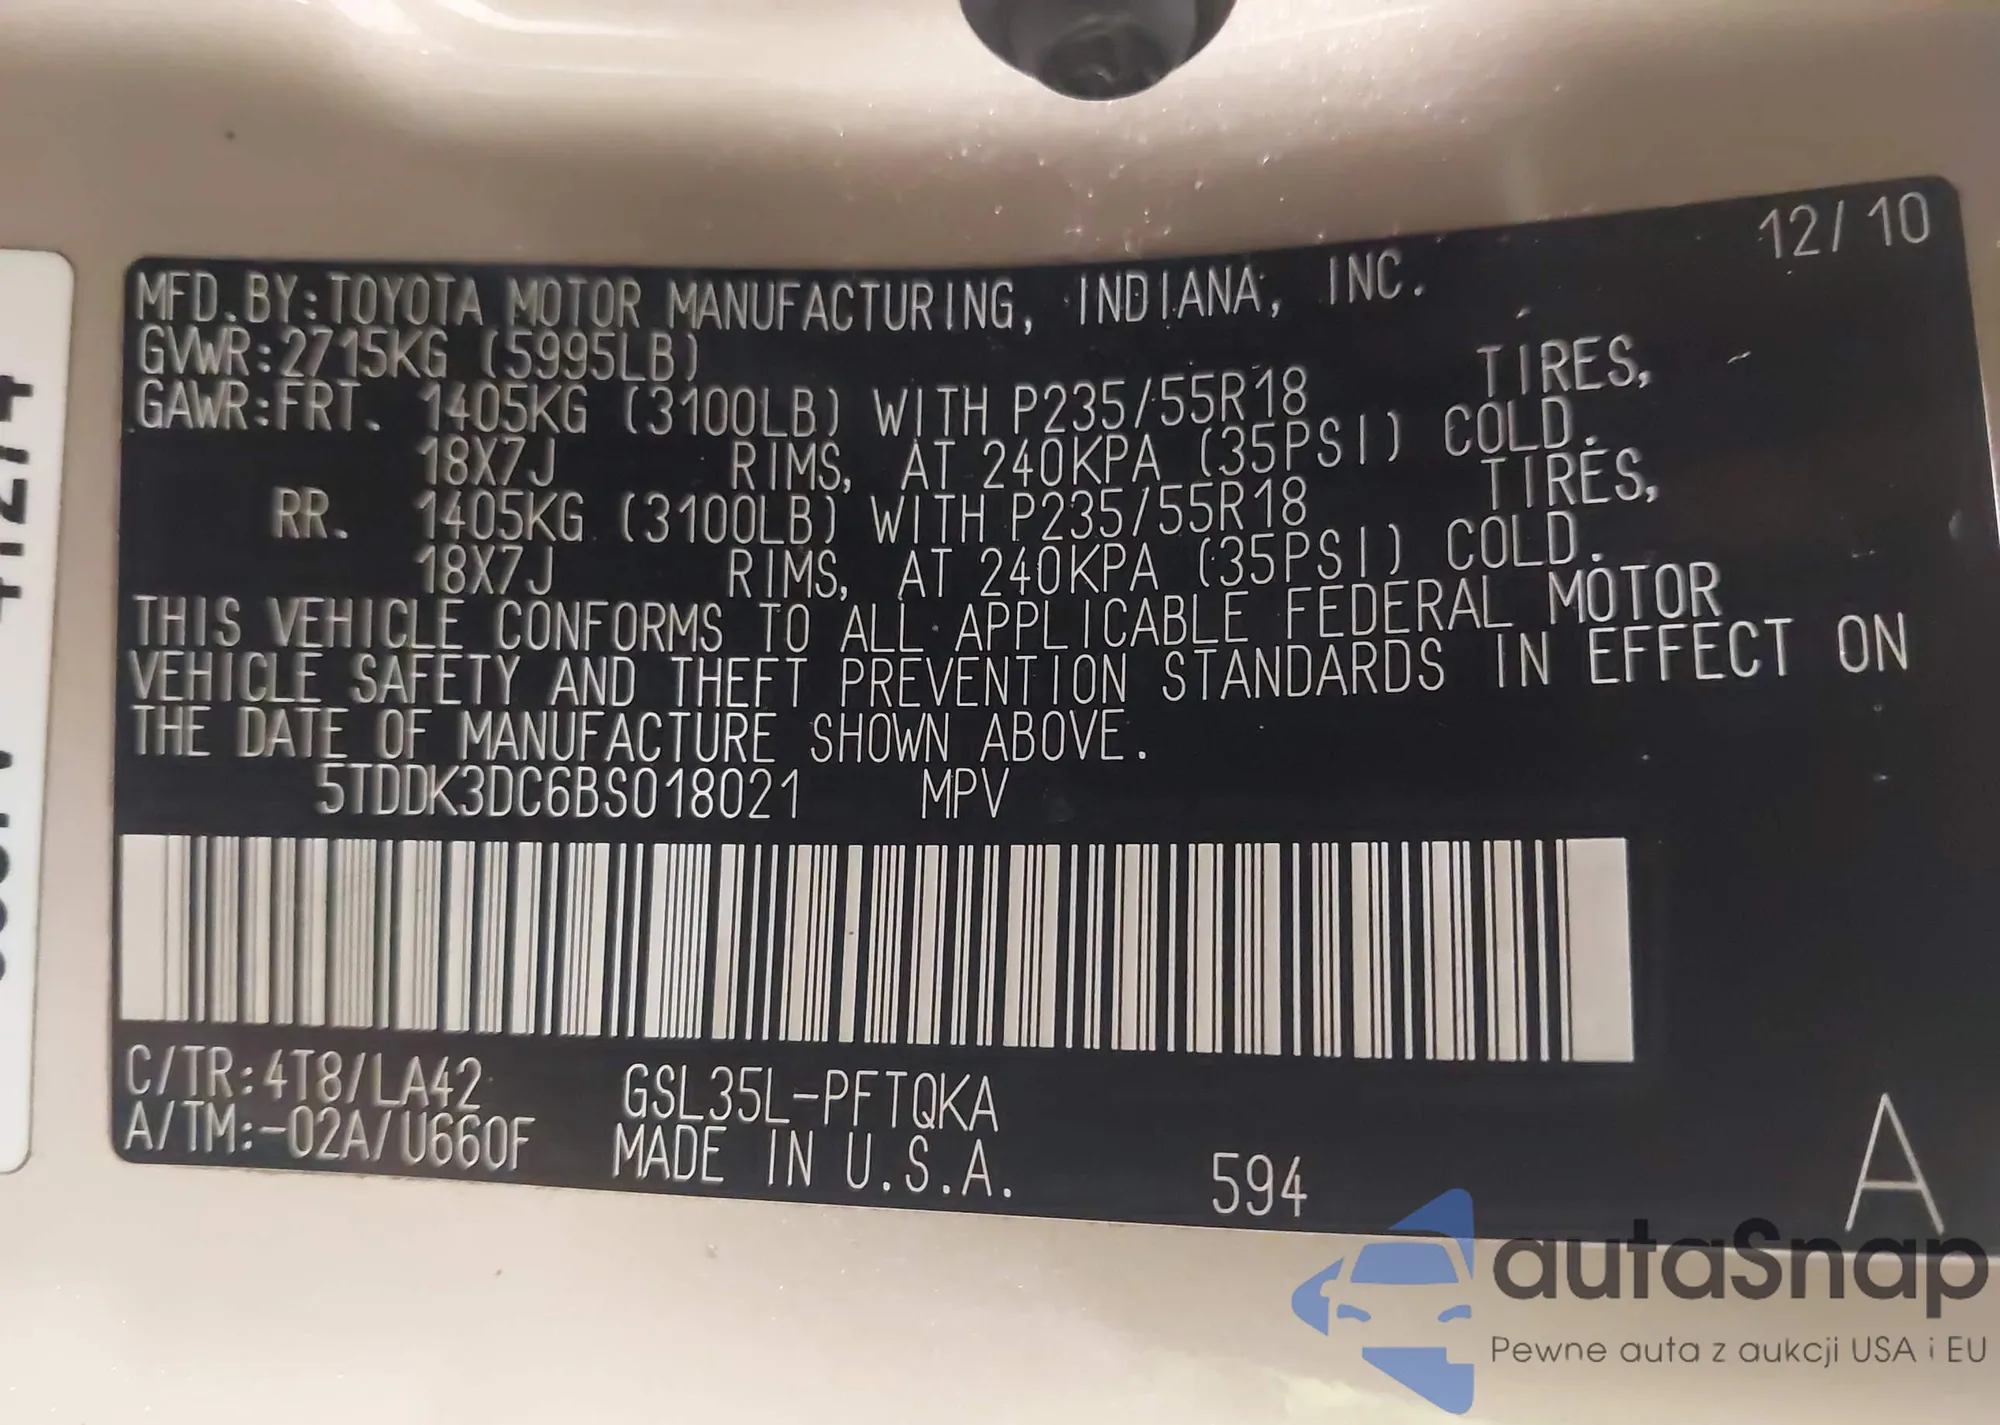 12/10
MFD.BY:TOYOTA MOTOR MANUFACTURING, INDIANA, INC.
GVWR:2715KG (5995LB)
GAWR:FRT. 1405KG (3100LB) WITH P235/55R18 TIRES,
18X7J RIMS, AT 240KPA (35PSI) COLD.
RR. 1405KG (3100LB) WITH P235/55R18 TIRES,
18X7J RIMS, AT 240KPA (35PSI) COLD.
THIS VEHICLE CONFORMS TO ALL APPLICABLE FEDERAL MOTOR
VEHICLE SAFETY AND THEFT PREVENTION STANDARDS IN EFFECT ON
THE DATE OF MANUFACTURE SHOWN ABOVE.
5TDDK3DC6BS018021 MPV
C/TR:4T8/LA42 GSL35L-PFTQKA
A/TM:-02A/U660F MADE IN U.S.A. 594 A
autaSnap
Pewne auta z aukcji USA i EU